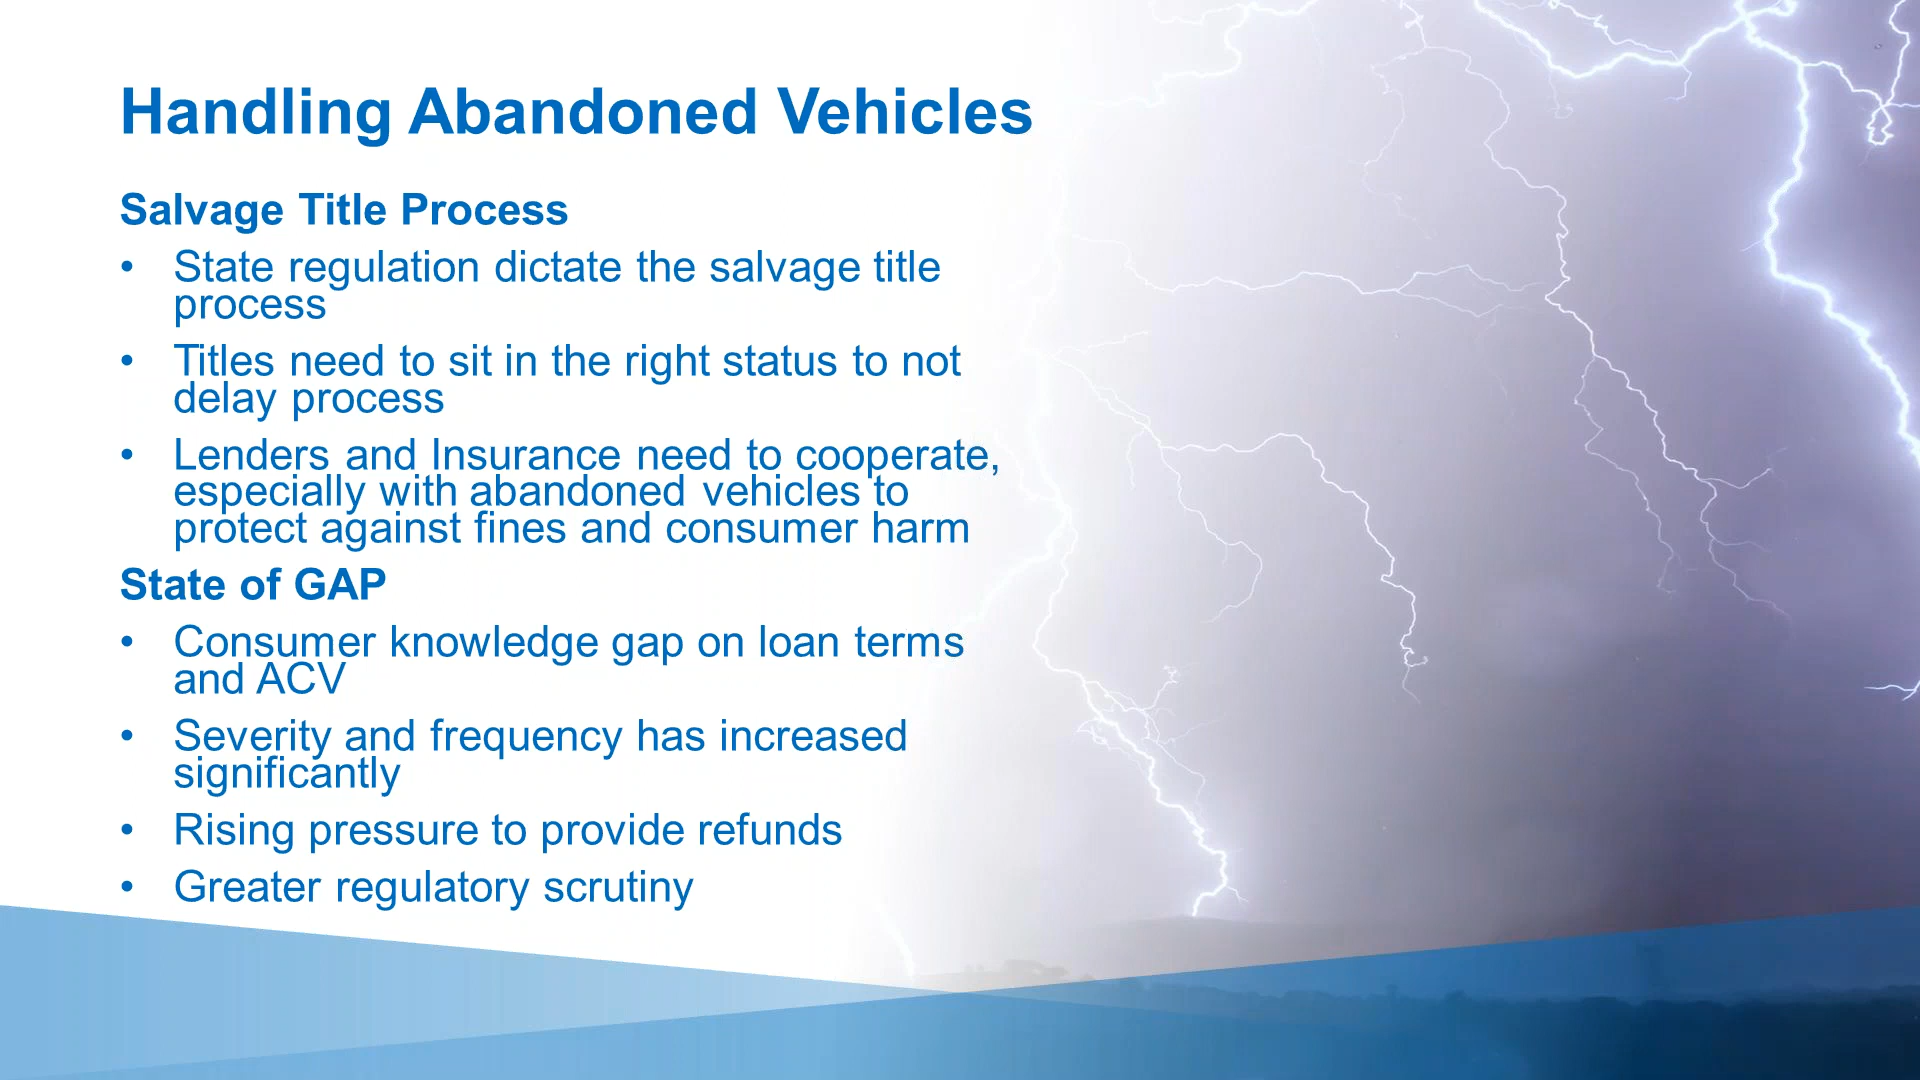 Handling Abandoned Vehicles
Salvage Title Process
• State regulation dictate the salvage title
process
• Titles need to sit in the right status to not
delay process
• Lenders and Insurance need to cooperate,
especially with abandoned vehicles to
protect against fines and consumer harm
State of GAP
• Consumer knowledge gap on loan terms
and ACV
• Severity and frequency has increased
significantly
• Rising pressure to provide refunds
• Greater regulatory scrutiny